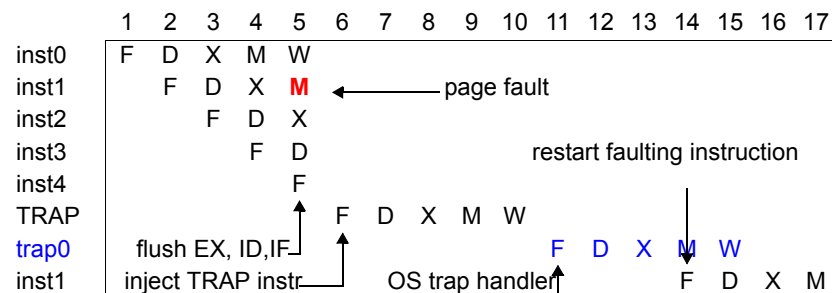 1 2 3 4 5 6 7 8 9 10 11 12 13 14 15 16 17
inst0 F D X M W
inst1 F D X M page fault
inst2 F D X
inst3 F D restart faulting instruction
inst4 F
TRAP F D X M W
trap0 flush EX, ID,IF F D X M W
inst1 inject TRAP instr OS trap handler F D X M